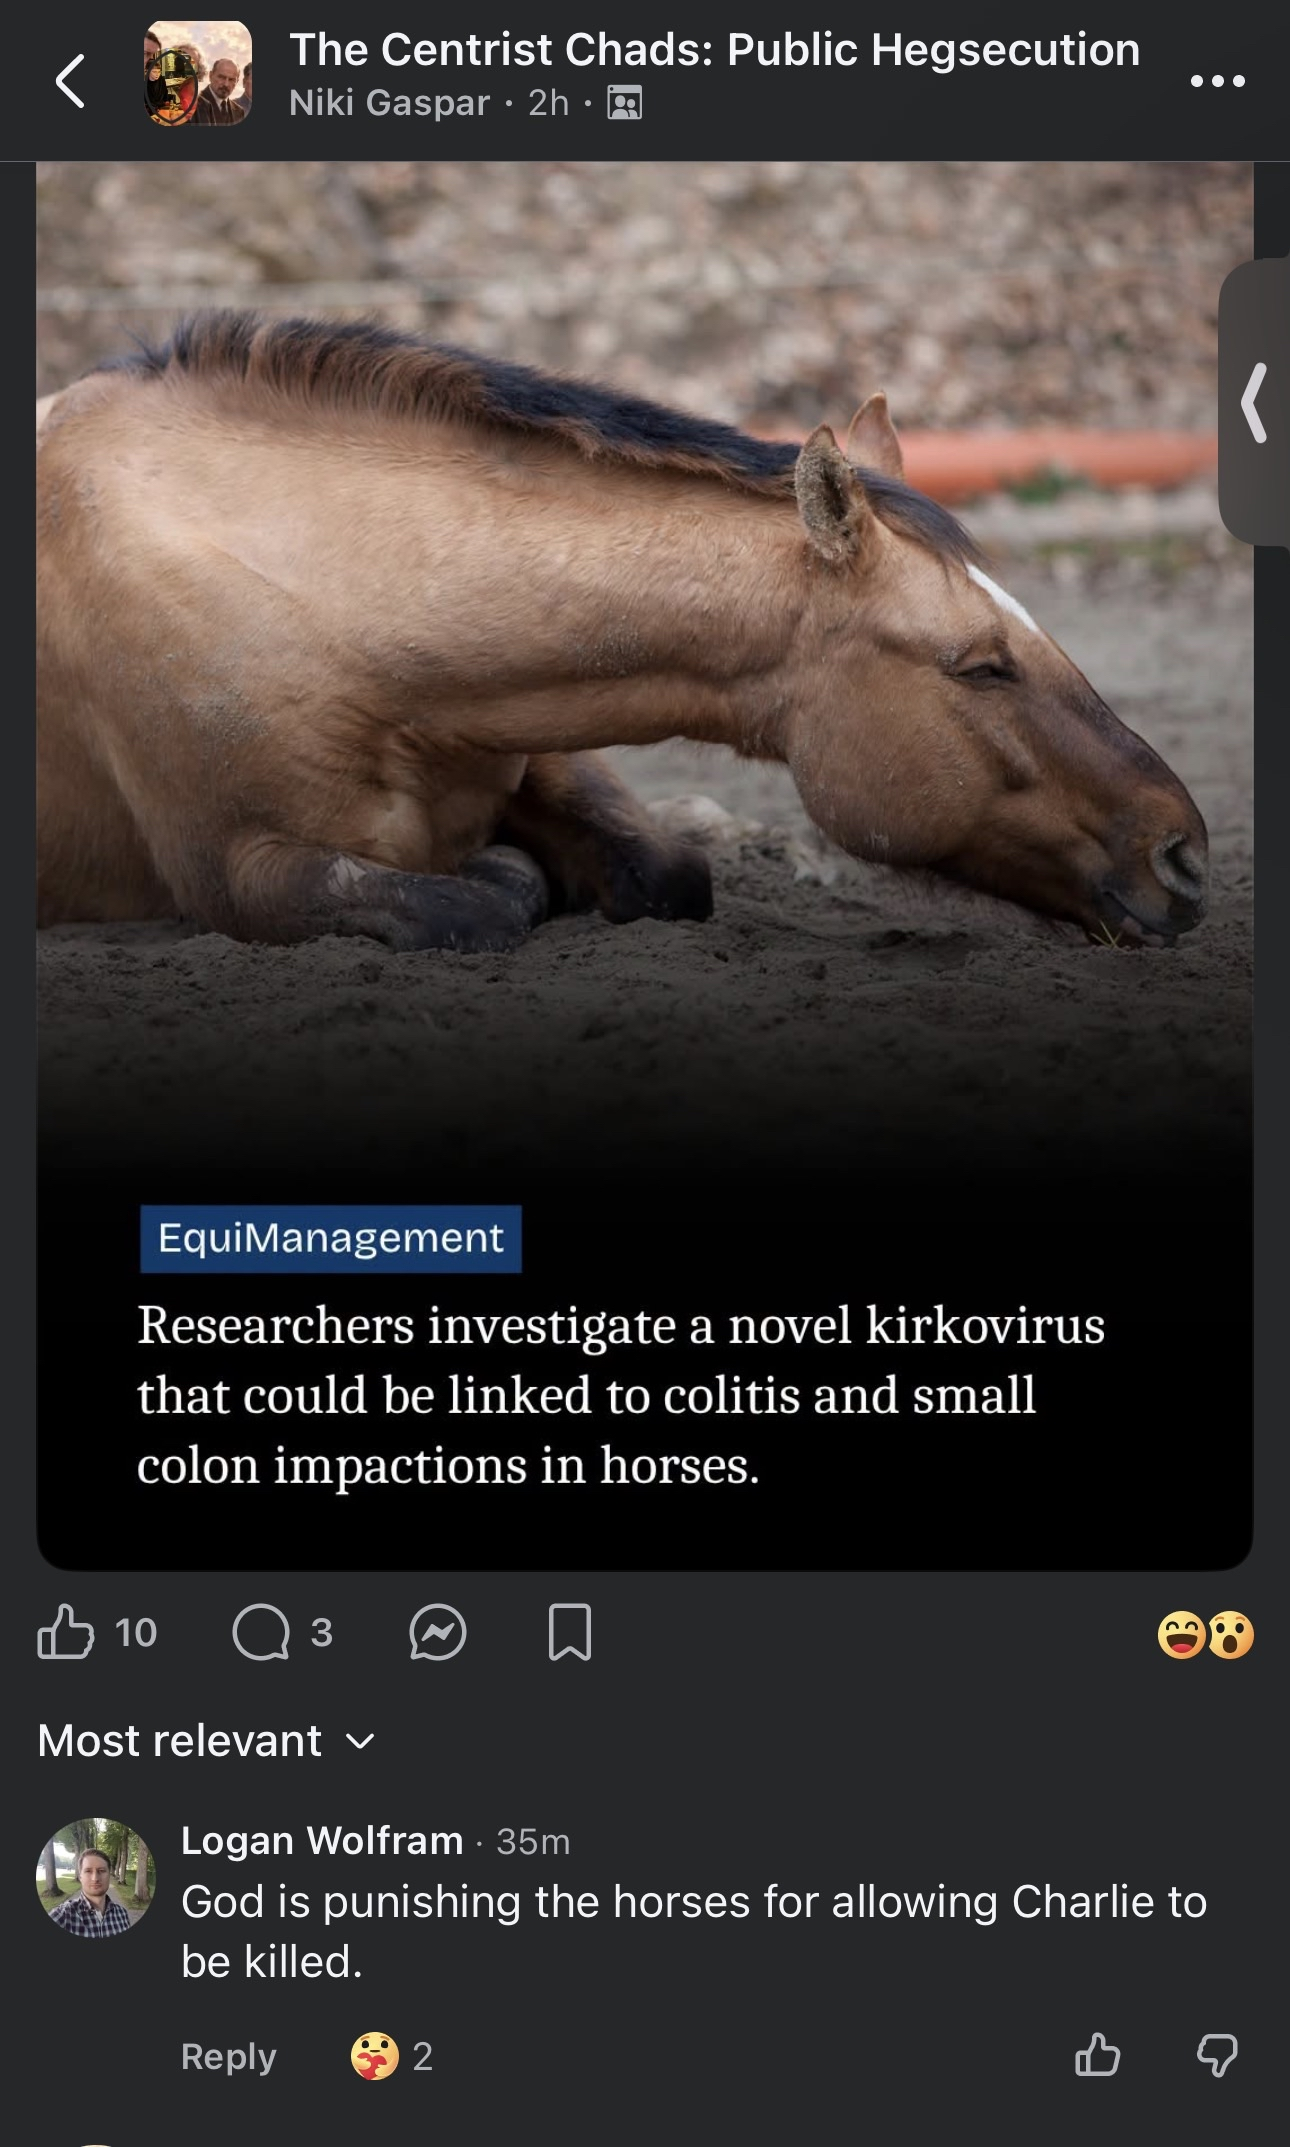 The Centrist Chads: Public Hegsecution
Niki Gaspar · 2h ·
EquiManagement
Researchers investigate a novel kirkovirus
that could be linked to colitis and small
colon impactions in horses.
10 3
Most relevant
Logan Wolfram · 35m
God is punishing the horses for allowing Charlie to
be killed.
Reply 2